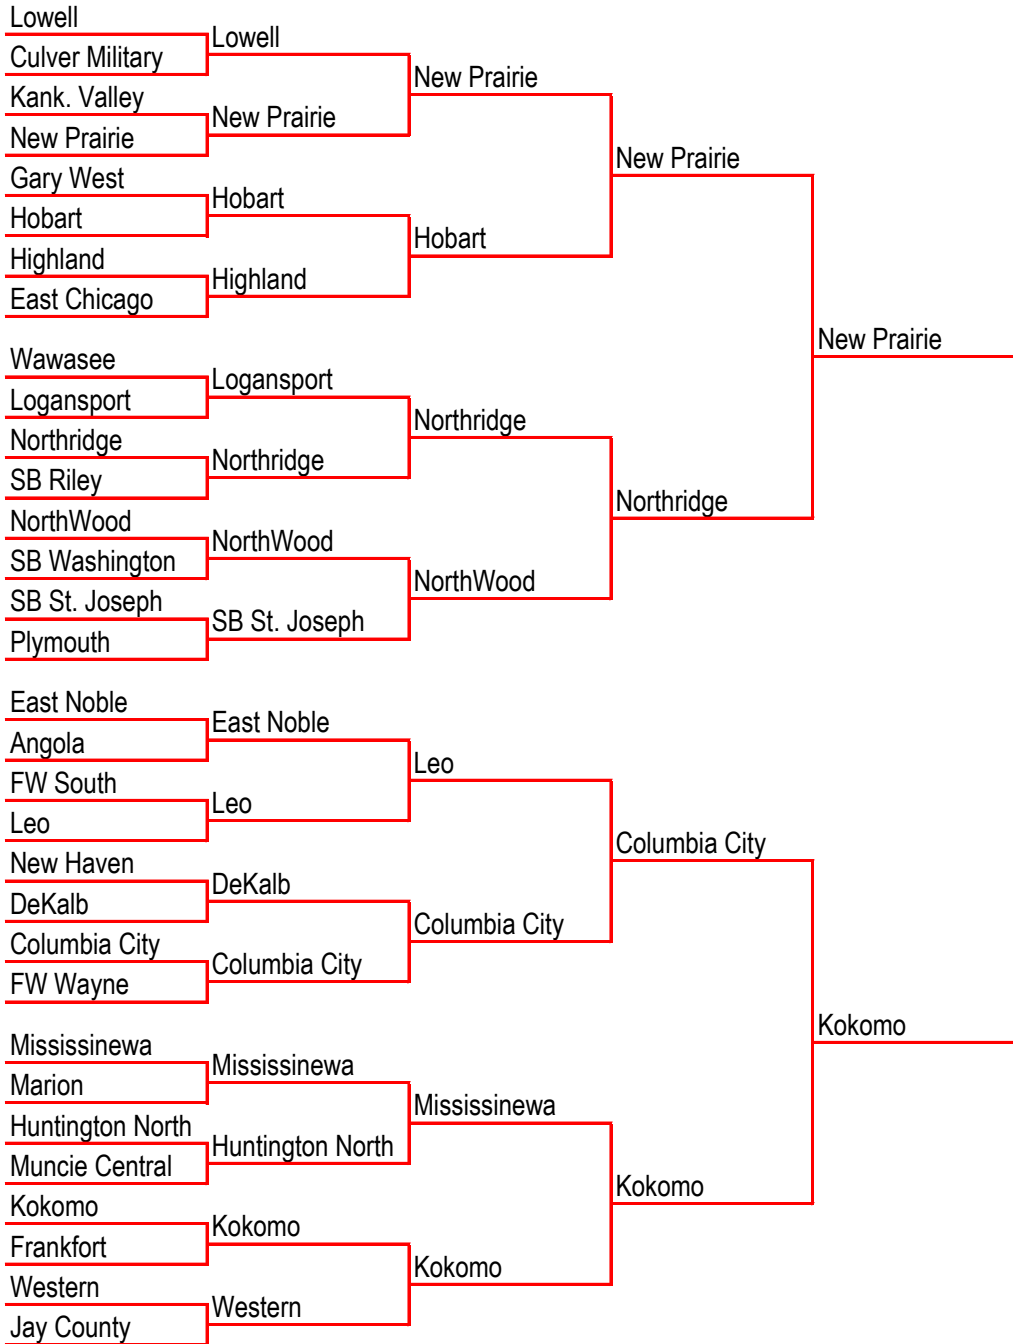 Lowell
Culver Military
Kank. Valley
New Prairie
Gary West
Hobart
Highland
East Chicago
Wawasee
Logansport
Northridge
SB Riley
NorthWood
SB Washington
SB St. Joseph
Plymouth
East Noble
Angola
FW South
Leo
New Haven
DeKalb
Columbia City
FW Wayne
Mississinewa
Marion
Huntington North
Muncie Central
Kokomo
Frankfort
Western
Jay County
Lowell
New Prairie
Hobart
Highland
Logansport
Northridge
NorthWood
SB St. Joseph
East Noble
Leo
DeKalb
Columbia City
Mississinewa
Huntington North
Kokomo
Western
New Prairie
Hobart
Northridge
NorthWood
Leo
Columbia City
Mississinewa
Kokomo
New Prairie
Northridge
Columbia City
Kokomo
New Prairie
Kokomo